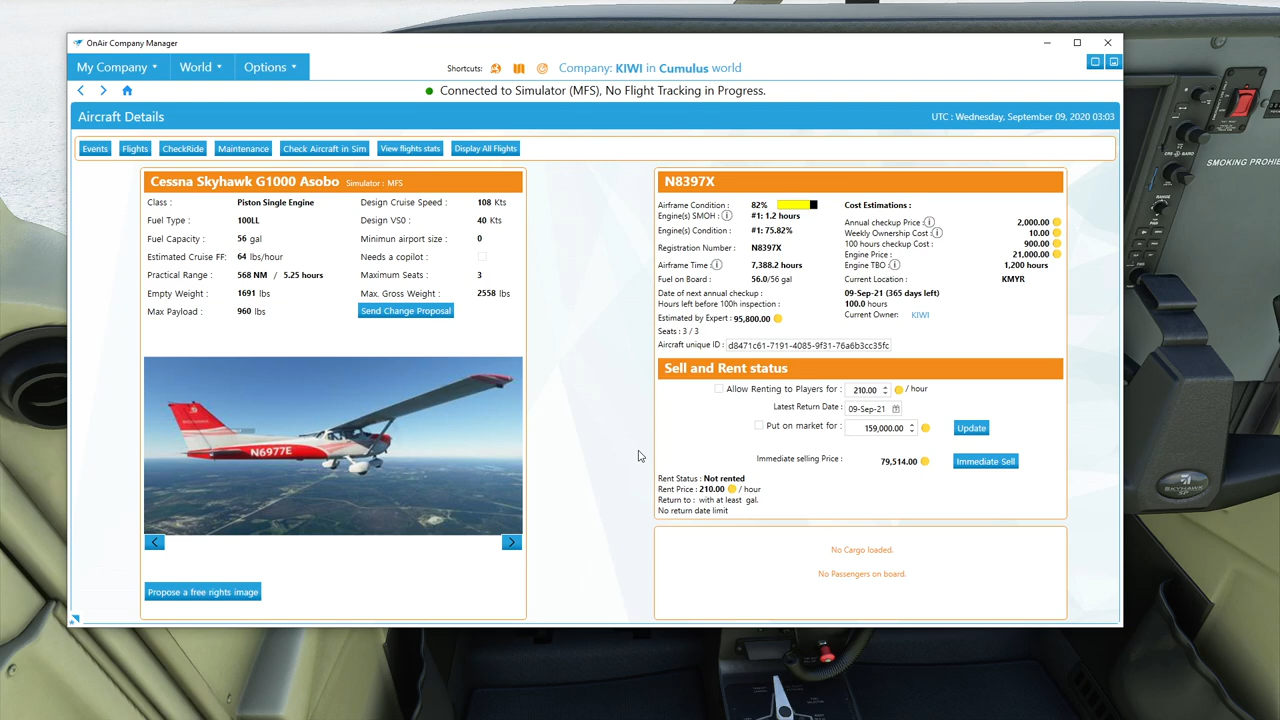 OnAir Company Manager
My Company
World
Options
Shortcuts:
Company: KIWI in Cumulus world
Connected to Simulator (MFS), No Flight Tracking in Progress.
Aircraft Details
UTC : Wednesday, September 09, 2020 03:03
Events
Flights
CheckRide
Maintenance
Check Aircraft in Sim
View flights stats
Display All Flights
Cessna Skyhawk G1000 Asobo Simulator : MFS
Class : Piston Single Engine
Design Cruise Speed : 108 Kts
Fuel Type : 100LL
Design VS0 : 40 Kts
Fuel Capacity : 56 gal
Minimun airport size : 0
Estimated Cruise FF: 64 lbs/hour
Needs a copilot :
Practical Range : 568 NM / 5.25 hours
Maximum Seats : 3
Empty Weight : 1691 lbs
Max. Gross Weight : 2558 lbs
Max Payload : 960 lbs
Send Change Proposal
N6977E
Propose a free rights image
N8397X
Airframe Condition : 82%
Engine(s) SMOH : #1: 1.2 hours
Engine(s) Condition : #1: 75.82%
Registration Number : N8397X
Airframe Time : 7,388.2 hours
Fuel on Board : 56.0/56 gal
Cost Estimations :
Annual checkup Price : 2,000.00
Weekly Ownership Cost : 10.00
100 hours checkup Cost : 900.00
Engine Price : 21,000.00
Engine TBO : 1,200 hours
Current Location : KMYR
Date of next annual checkup : 09-Sep-21 (365 days left)
Hours left before 100h inspection : 100.0 hours
Estimated by Expert : 95,800.00
Current Owner: KIWI
Seats : 3 / 3
Aircraft unique ID : d8471c61-7191-4085-9f31-76a6b3cc35fc
Sell and Rent status
Allow Renting to Players for : 210.00 / hour
Latest Return Date : 09-Sep-21
Put on market for : 159,000.00
Update
Immediate selling Price : 79,514.00
Immediate Sell
Rent Status : Not rented
Rent Price : 210.00 / hour
Return to : with at least gal.
No return date limit
No Cargo loaded.
No Passengers on board.
SMOKING PROHI
RANGE
SKYHAWK
SP